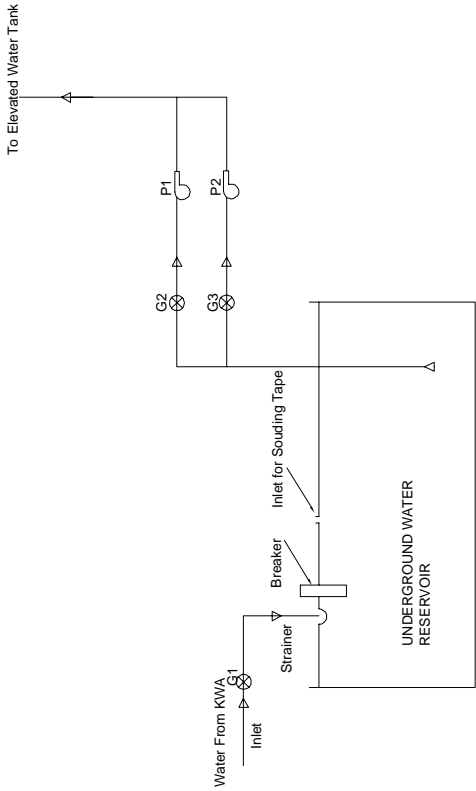 To Elevated Water Tank
P1
P2
G2
G3
Inlet for Souding Tape
Breaker
Strainer
G1
Water From KWA
Inlet
UNDERGROUND WATER
RESERVOIR